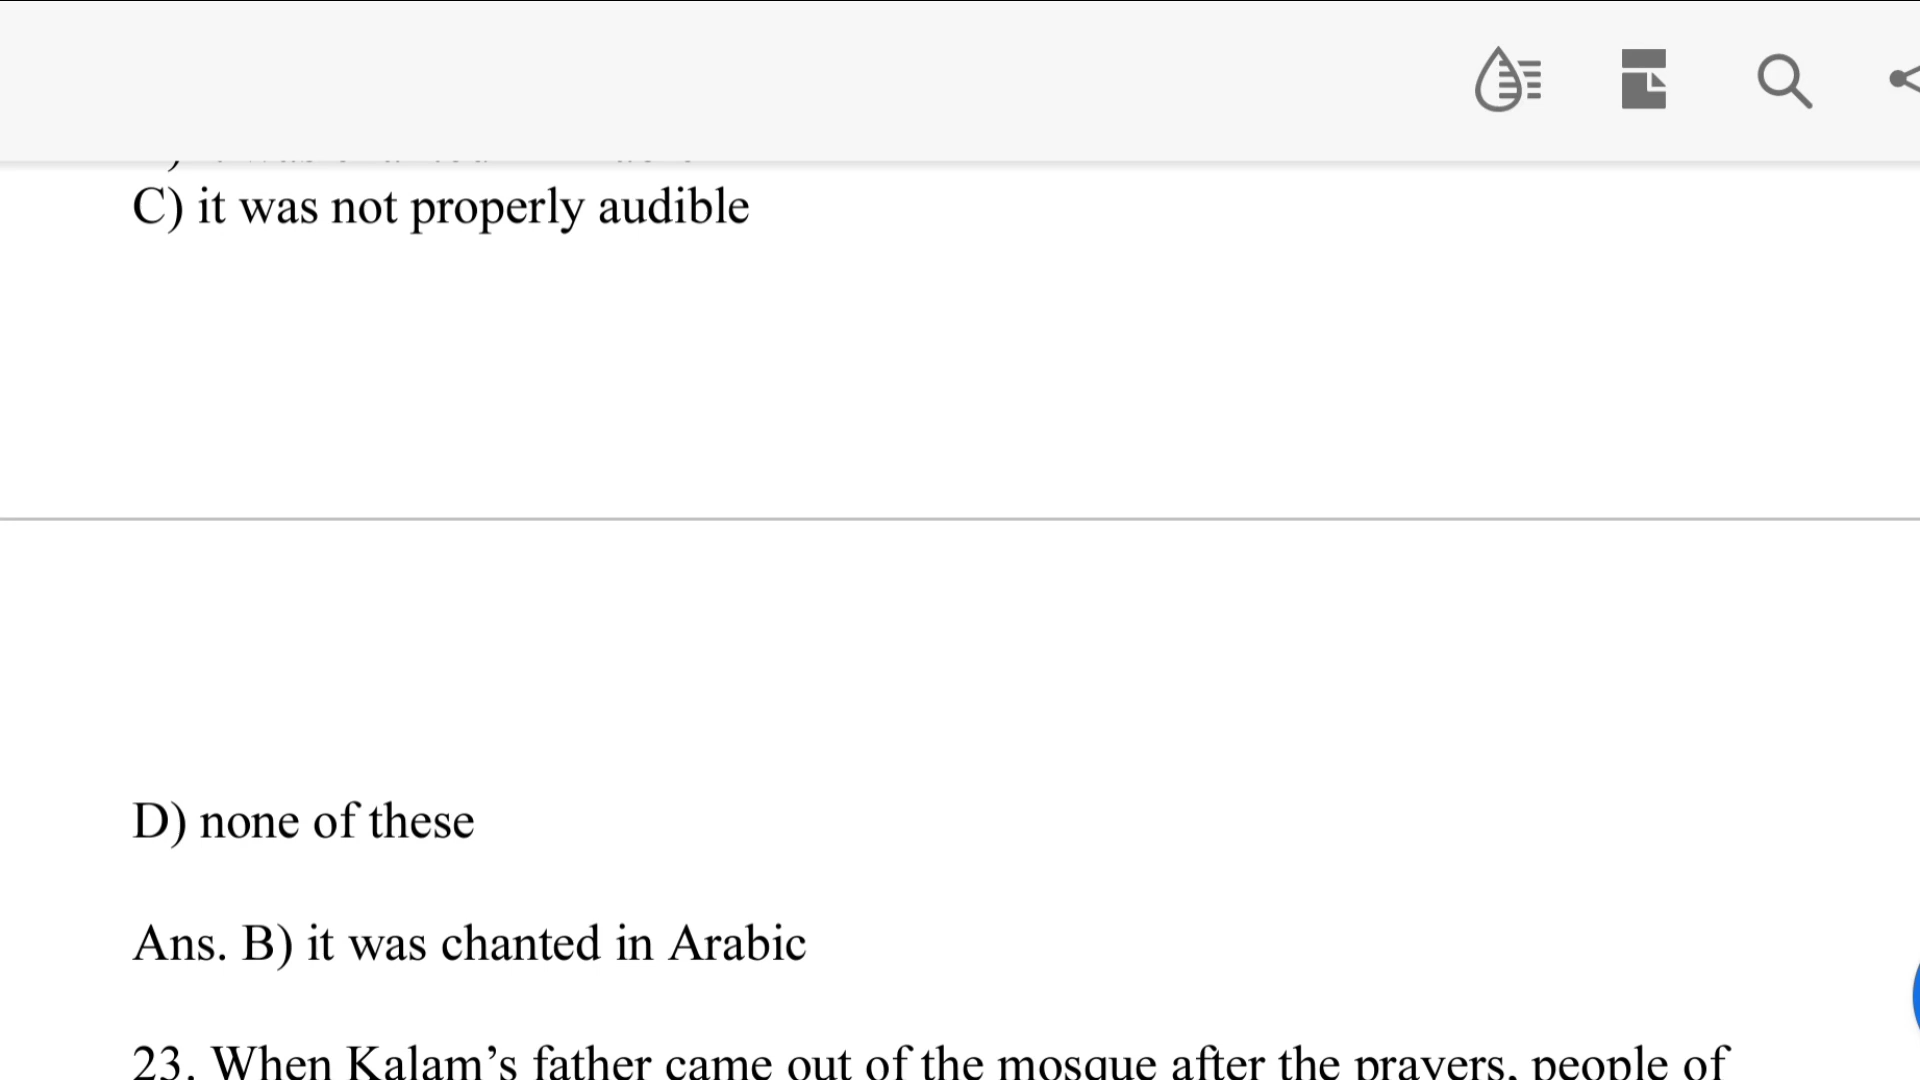 C) it was not properly audible
D) none of these
Ans. B) it was chanted in Arabic
23. When Kalam’s father came out of the mosque after the prayers, people of